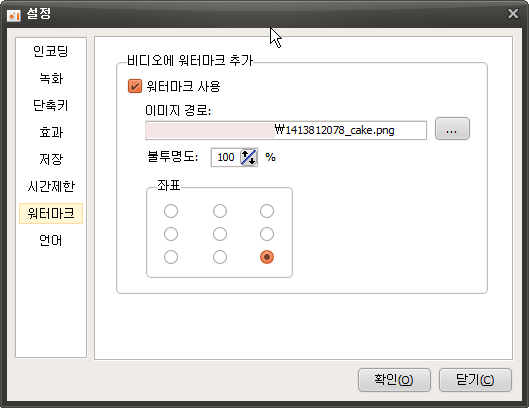 설정
인코딩
녹화
단축키
효과
저장
시간제한
워터마크
언어
비디오에 워터마크 추가
워터마크 사용
이미지 경로:
₩1413812078_cake.png
...
불투명도: 100 %
좌표
확인(O) 닫기(C)